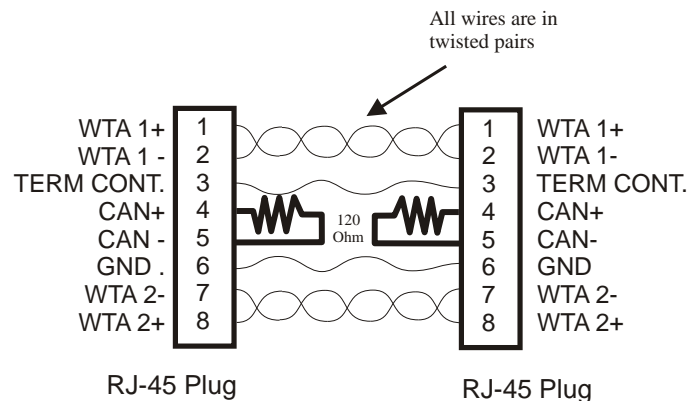 All wires are in
twisted pairs
WTA 1+ 1 1 WTA 1+
WTA 1 - 2 2 WTA 1-
TERM CONT. 3 3 TERM CONT.
CAN+ 4 4 CAN+
120
Ohm
CAN - 5 5 CAN-
GND . 6 6 GND
WTA 2- 7 7 WTA 2-
WTA 2+ 8 8 WTA 2+
RJ-45 Plug RJ-45 Plug